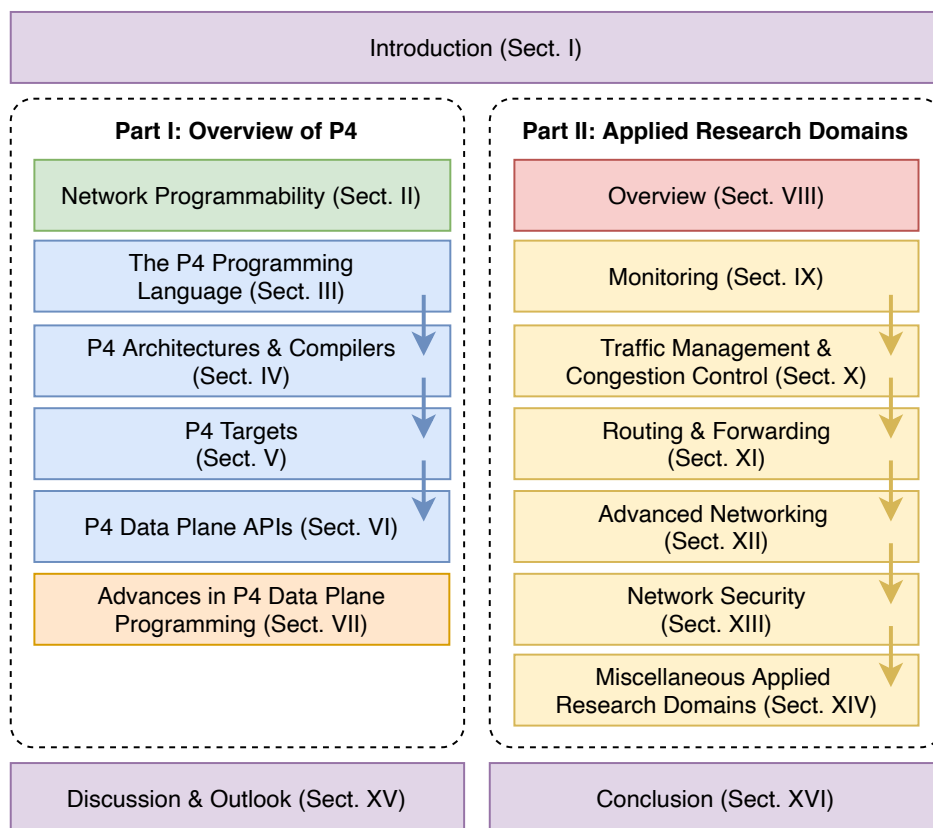 Introduction (Sect. I)
Part I: Overview of P4
Network Programmability (Sect. II)
The P4 Programming
Language (Sect. III)
P4 Architectures & Compilers
(Sect. IV)
P4 Targets
(Sect. V)
P4 Data Plane APIs (Sect. VI)
Advances in P4 Data Plane
Programming (Sect. VII)
Part II: Applied Research Domains
Overview (Sect. VIII)
Monitoring (Sect. IX)
Traffic Management &
Congestion Control (Sect. X)
Routing & Forwarding
(Sect. XI)
Advanced Networking
(Sect. XII)
Network Security
(Sect. XIII)
Miscellaneous Applied
Research Domains (Sect. XIV)
Discussion & Outlook (Sect. XV)
Conclusion (Sect. XVI)